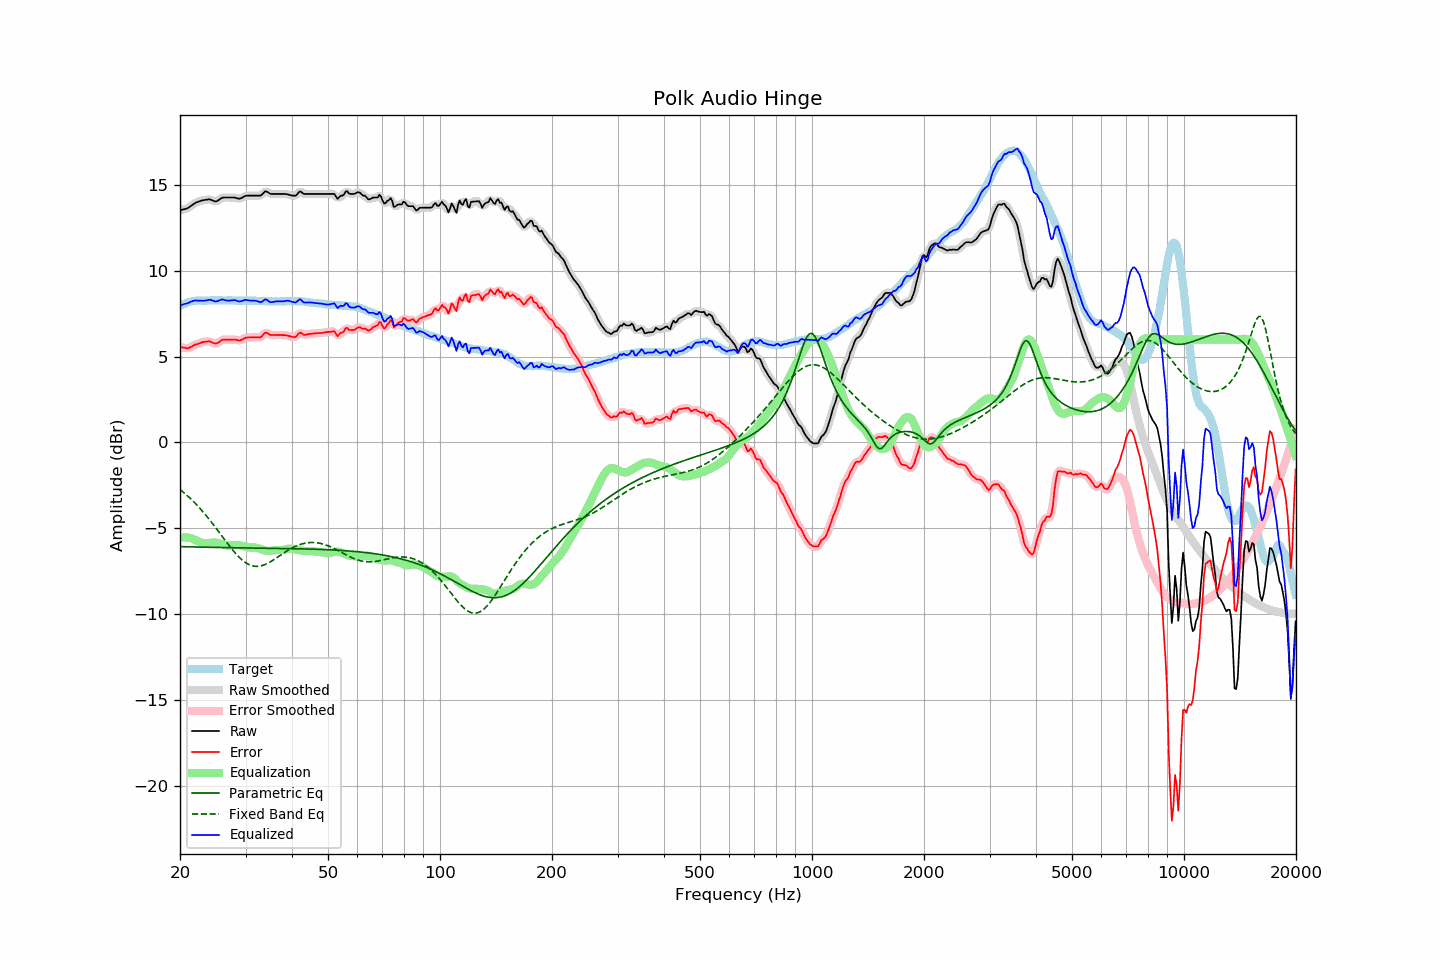 Polk Audio Hinge
Amplitude (dBr)
15
10
5
0
−5
−10
−15
−20
Target
Raw Smoothed
Error Smoothed
Raw
Error
Equalization
Parametric Eq
Fixed Band Eq
Equalized
20 50 100 200 500 1000 2000 5000 10000 20000
Frequency (Hz)